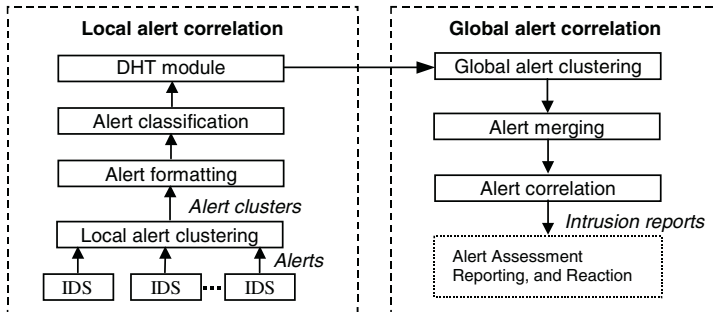 Local alert correlation
DHT module
Alert classification
Alert formatting
Alert clusters
Local alert clustering
Alerts
IDS
IDS
IDS
Global alert correlation
Global alert clustering
Alert merging
Alert correlation
Intrusion reports
Alert Assessment
Reporting, and Reaction